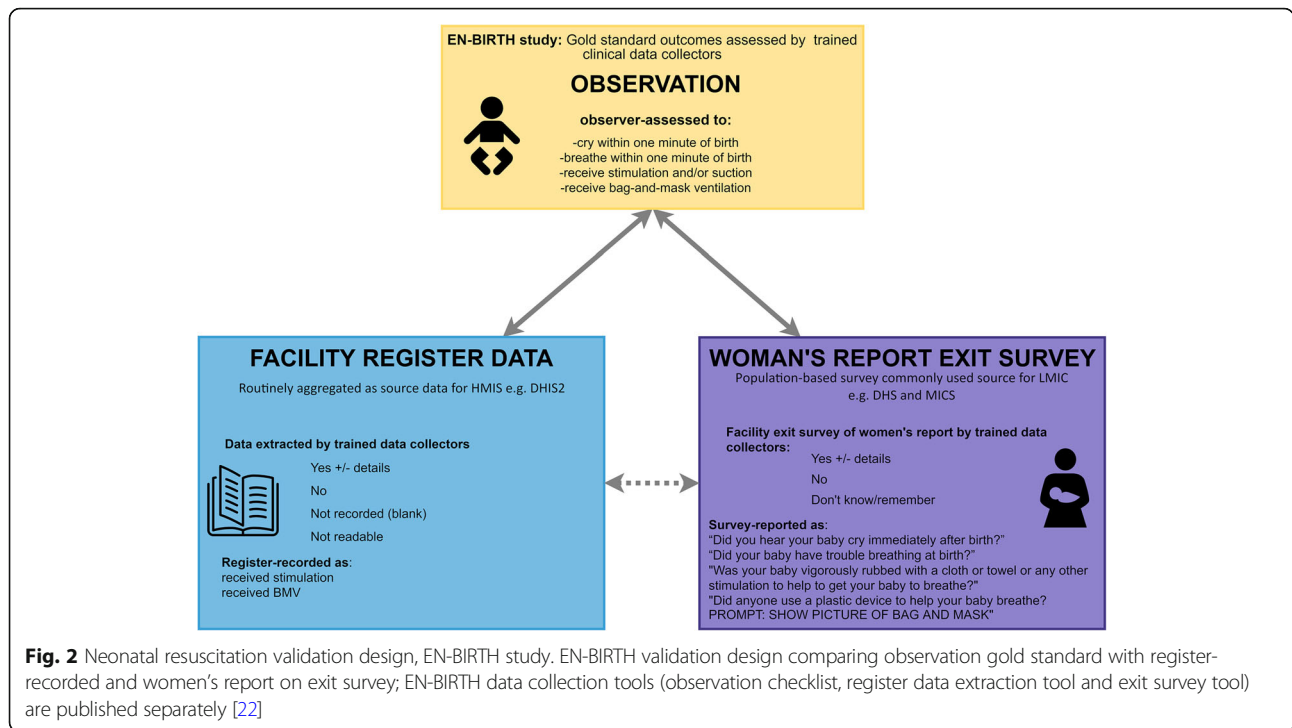 EN-BIRTH study: Gold standard outcomes assessed by trained
clinical data collectors
OBSERVATION
observer-assessed to:
-cry within one minute of birth
-breathe within one minute of birth
-receive stimulation and/or suction
-receive bag-and-mask ventilation
FACILITY REGISTER DATA
Routinely aggregated as source data for HMIS e.g. DHIS2
Data extracted by trained data collectors
Yes +/- details
No
Not recorded (blank)
Not readable
Register-recorded as:
received stimulation
received BMV
WOMAN'S REPORT EXIT SURVEY
Population-based survey commonly used source for LMIC
e.g. DHS and MICS
Facility exit survey of women's report by trained data
collectors:
Yes +/- details
No
Don't know/remember
Survey-reported as:
“Did you hear your baby cry immediately after birth?”
“Did your baby have trouble breathing at birth?”
"Was your baby vigorously rubbed with a cloth or towel or any other
stimulation to help to get your baby to breathe?"
"Did anyone use a plastic device to help your baby breathe?
PROMPT: SHOW PICTURE OF BAG AND MASK"
Fig. 2 Neonatal resuscitation validation design, EN-BIRTH study. EN-BIRTH validation design comparing observation gold standard with register-
recorded and women’s report on exit survey; EN-BIRTH data collection tools (observation checklist, register data extraction tool and exit survey tool)
are published separately [22]